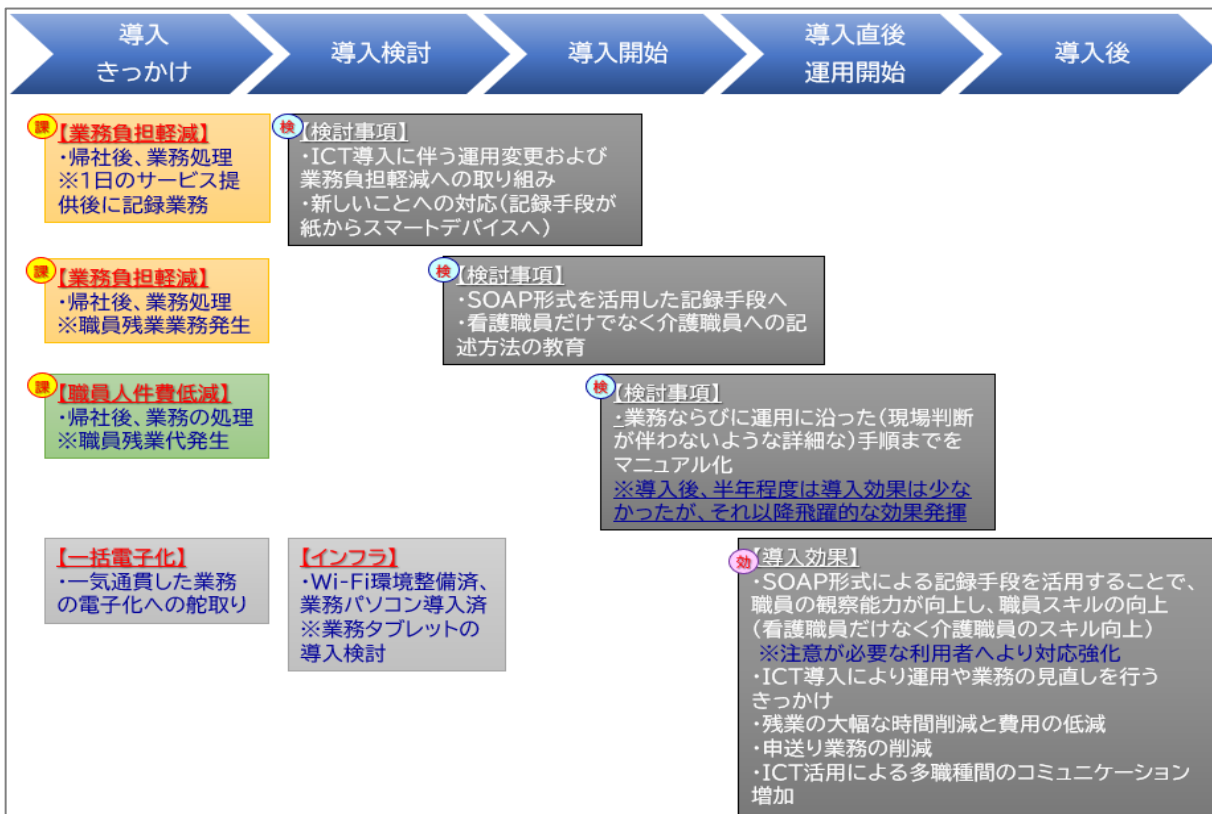 導入
きっかけ
導入検討
導入開始
導入直後
運用開始
導入後
課
【業務負担軽減】
・帰社後、業務処理
※1日のサービス提
供後に記録業務
検
【検討事項】
・ICT導入に伴う運用変更および
業務負担軽減への取り組み
・新しいことへの対応(記録手段が
紙からスマートデバイスへ)
課
【業務負担軽減】
・帰社後、業務処理
※職員残業業務発生
検
【検討事項】
・SOAP形式を活用した記録手段へ
・看護職員だけでなく介護職員への記
述方法の教育
課
【職員人件費低減】
・帰社後、業務の処理
※職員残業代発生
検
【検討事項】
・業務ならびに運用に沿った(現場判断
が伴わないような詳細な)手順までを
マニュアル化
※導入後、半年程度は導入効果は少な
かったが、それ以降飛躍的な効果発揮
【一括電子化】
・一気通貫した業務
の電子化への舵取り
【インフラ】
・Wi-Fi環境整備済、
業務パソコン導入済
※業務タブレットの
導入検討
効
【導入効果】
・SOAP形式による記録手段を活用することで、
職員の観察能力が向上し、職員スキルの向上
(看護職員だけなく介護職員のスキル向上)
※注意が必要な利用者へより対応強化
・ICT導入により運用や業務の見直しを行う
きっかけ
・残業の大幅な時間削減と費用の低減
・申送り業務の削減
・ICT活用による多職種間のコミュニケーション
増加